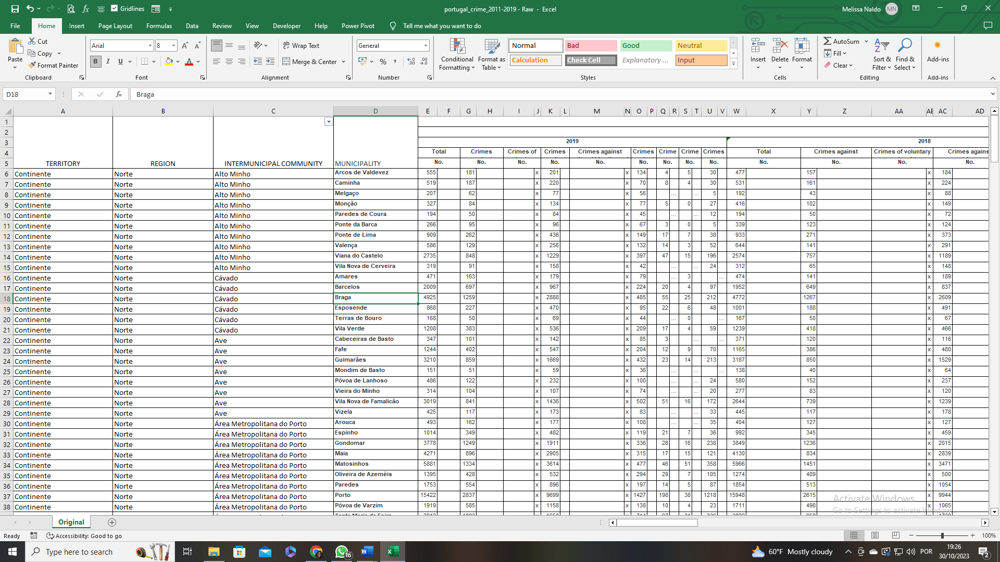 Gridlines
portugal_crime_2011-2019 - Raw - Excel
Melissa Naldo MN
File Home Insert Page Layout Formulas Data Review View Developer Help Power Pivot Tell me what you want to do
Paste Cut Copy Format Painter Clipboard
Arial 8 B I U A Font
ab Wrap Text Merge & Center Alignment
General % Number
Conditional Formatting Format as Table Normal Bad Good Neutral Calculation Check Cell Explanatory ... Input Styles
Insert Delete Format Cells
AutoSum Fill Clear Sort & Filter Find & Select Editing
Add-ins Add-ins
D18 fx Braga
A B C D E F G H I J K L M N O P Q R S T U V W X Y Z AA AC AD
1
2
3 2019 2018
4 Total Crimes Crimes of Crimes Crimes against Crimes Crime Crime Crimes Total Crimes against Crimes of voluntary Crimes agains
5 TERRITORY REGION INTERMUNICIPAL COMMUNITY MUNICIPALITY No. No. No. No. No. No. No. No. No. No. No. No. No.
6 Continente Norte Alto Minho Arcos de Valdevez 555 181 x 201 x 134 4 5 30 477 157 x 184
7 Continente Norte Alto Minho Caminha 519 187 x 220 x 70 8 4 30 531 161 x 224
8 Continente Norte Alto Minho Melgaço 207 62 x 77 x 56 ... ... 5 192 43 x 88
9 Continente Norte Alto Minho Monção 327 84 x 134 x 77 5 0 27 416 102 x 149
10 Continente Norte Alto Minho Paredes de Coura 194 50 x 84 x 45 ... ... 12 194 50 x 72
11 Continente Norte Alto Minho Ponte da Barca 266 95 x 96 x 67 3 0 5 339 123 x 124
12 Continente Norte Alto Minho Ponte de Lima 909 262 x 436 x 149 17 7 38 933 271 x 373
13 Continente Norte Alto Minho Valença 586 129 x 256 x 132 14 3 52 644 141 x 291
14 Continente Norte Alto Minho Viana do Castelo 2735 848 x 1229 x 397 47 15 196 2574 757 x 1189
15 Continente Norte Alto Minho Vila Nova de Cerveira 319 91 x 158 x 42 ... ... 24 312 65 x 148
16 Continente Norte Cávado Amares 471 163 x 179 x 79 ... 3 ... 474 141 x 189
17 Continente Norte Cávado Barcelos 2009 697 x 967 x 224 20 4 97 1952 649 x 837
18 Continente Norte Cávado Braga 4925 1259 x 2888 x 485 55 25 212 4772 1267 x 2609
19 Continente Norte Cávado Esposende 868 227 x 470 x 95 22 6 48 1001 188 x 491
20 Continente Norte Cávado Terras de Bouro 168 50 x 69 x 44 ... 0 ... 167 50 x 67
21 Continente Norte Cávado Vila Verde 1208 383 x 536 x 209 17 4 59 1239 418 x 466
22 Continente Norte Ave Cabeceiras de Basto 347 101 x 142 x 85 3 ... ... 371 120 x 116
23 Continente Norte Ave Fafe 1244 402 x 547 x 204 12 9 70 1165 386 x 480
24 Continente Norte Ave Guimarães 3210 859 x 1669 x 432 23 14 213 3187 850 x 1529
25 Continente Norte Ave Mondim de Basto 151 51 x 59 x 36 ... ... ... 138 40 x 64
26 Continente Norte Ave Póvoa de Lanhoso 486 122 x 232 x 100 ... ... 24 580 152 x 237
27 Continente Norte Ave Vieira do Minho 314 104 x 107 x 74 ... ... 20 277 83 x 120
28 Continente Norte Ave Vila Nova de Famalicão 3019 841 x 1436 x 502 51 16 172 2644 739 x 1239
29 Continente Norte Ave Vizela 425 117 x 173 x 83 ... ... 33 445 117 x 178
30 Continente Norte Área Metropolitana do Porto Arouca 493 162 x 177 x 108 ... ... 35 404 127 x 127
31 Continente Norte Área Metropolitana do Porto Espinho 1014 349 x 482 x 119 21 7 36 992 345 x 459
32 Continente Norte Área Metropolitana do Porto Gondomar 3778 1249 x 1911 x 336 28 16 238 3849 1236 x 2015
33 Continente Norte Área Metropolitana do Porto Maia 4271 896 x 2905 x 315 17 15 121 4130 834 x 2839
34 Continente Norte Área Metropolitana do Porto Matosinhos 5881 1334 x 3614 x 477 46 51 358 5966 1451 x 3471
35 Continente Norte Área Metropolitana do Porto Oliveira de Azeméis 1395 428 x 532 x 294 29 7 105 1274 409 x 500
36 Continente Norte Área Metropolitana do Porto Paredes 1753 554 x 896 x 197 14 5 87 1854 513 x 1054
37 Continente Norte Área Metropolitana do Porto Porto 15422 2837 x 9699 x 1427 198 38 1218 15948 2615 x 9944
38 Continente Norte Área Metropolitana do Porto Póvoa de Varzim 1919 585 x 1158 x 138 10 4 23 1711 498 x 1065
Activate Windows
Go to Settings to activate Windows.
Original
Ready Accessibility: Good to go 100%
Type here to search 16 60°F Mostly cloudy POR 19:26 30/10/2023 2